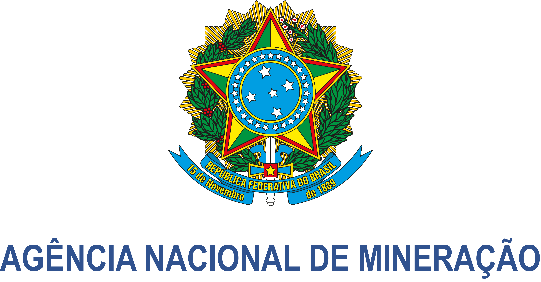 REPÚBLICA FEDERATIVA DO BRASIL
15 de Novembro de 1889
AGÊNCIA NACIONAL DE MINERAÇÃO